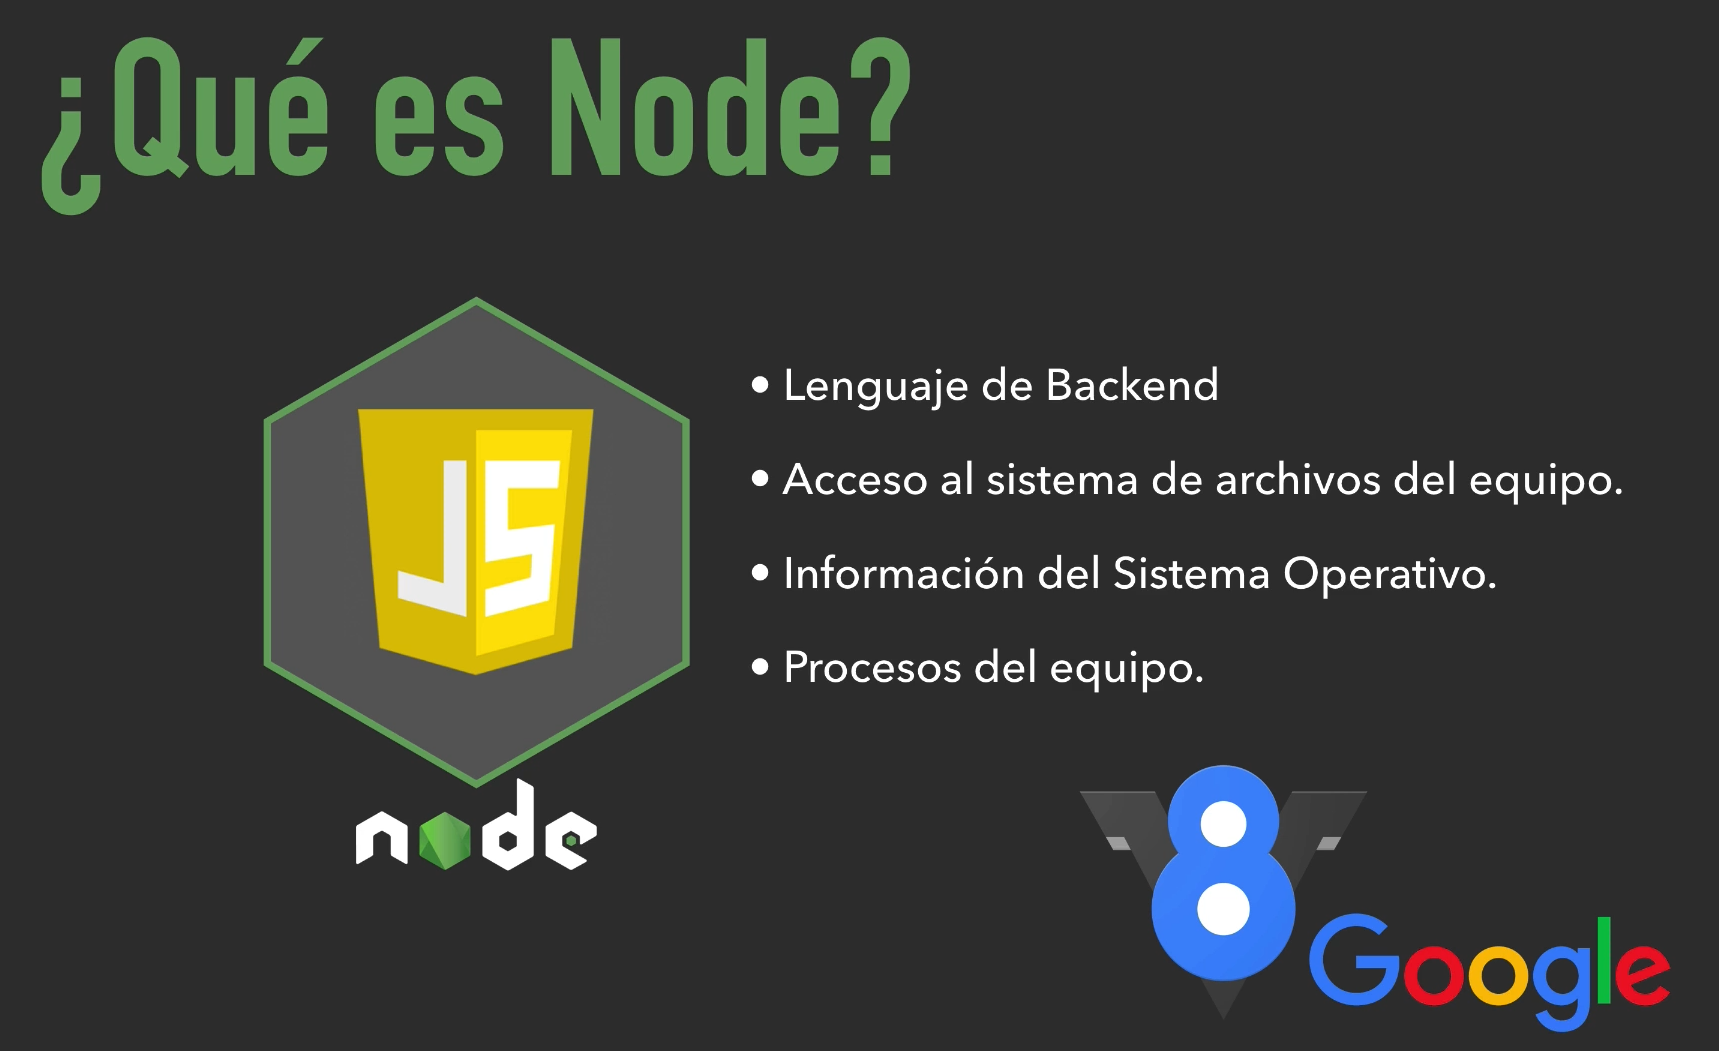 ¿Qué es Node?
• Lenguaje de Backend
• Acceso al sistema de archivos del equipo.
• Información del Sistema Operativo.
• Procesos del equipo.
JS
node
V8
Google